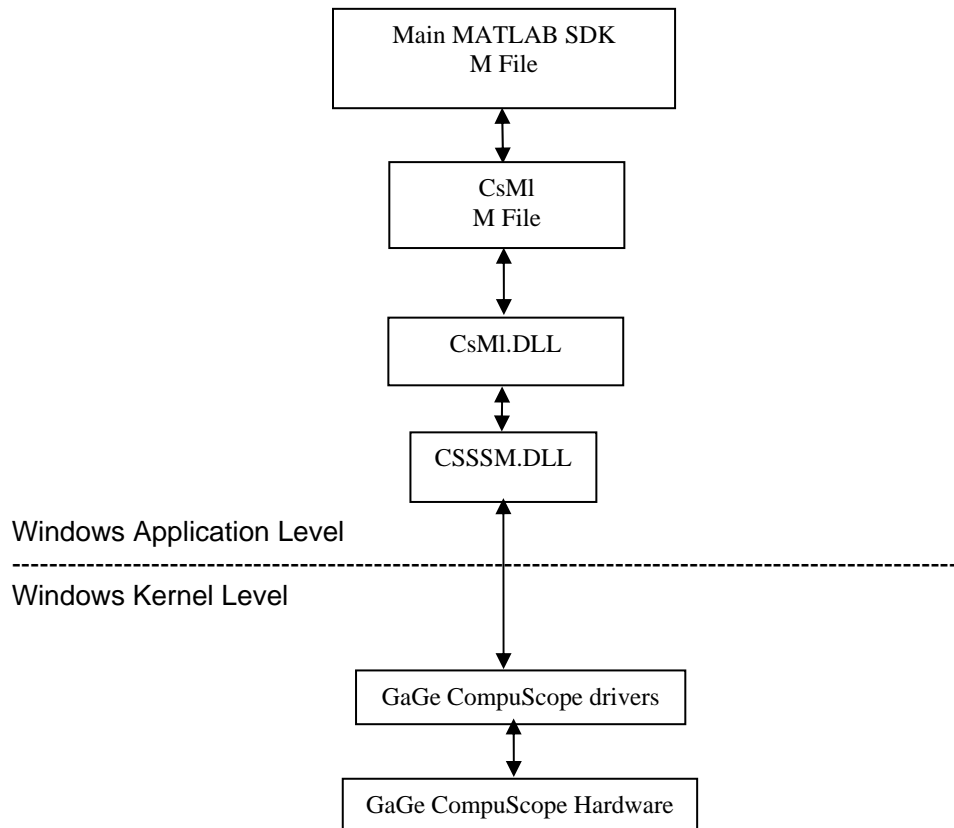 Main MATLAB SDK
M File
CsMl
M File
CsMl.DLL
CSSSM.DLL
Windows Application Level
Windows Kernel Level
GaGe CompuScope drivers
GaGe CompuScope Hardware